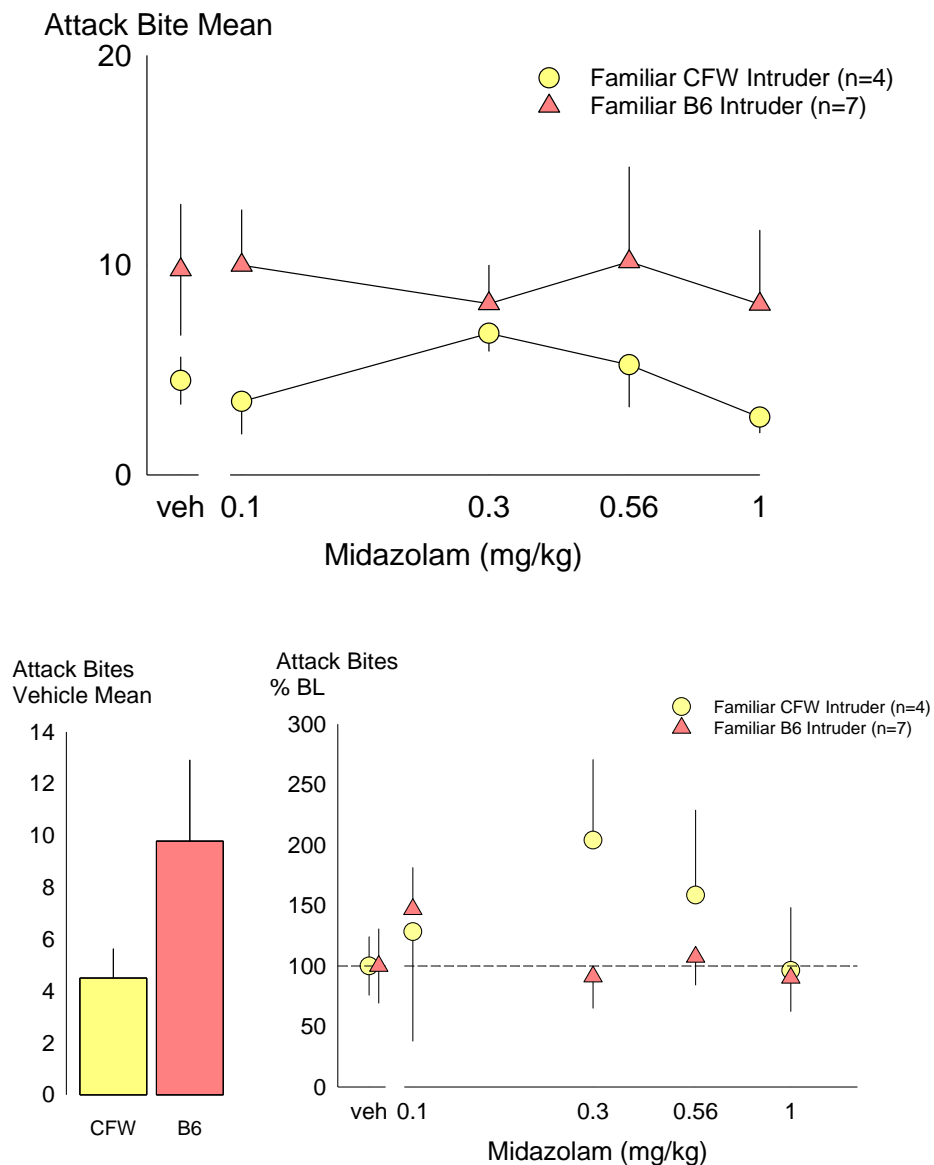 Attack Bite Mean
20
Familiar CFW Intruder (n=4)
Familiar B6 Intruder (n=7)
10
0
veh 0.1 0.3 0.56 1
Midazolam (mg/kg)
Attack Bites
Vehicle Mean
14
12
10
8
6
4
2
0
CFW B6
Attack Bites
% BL
Familiar CFW Intruder (n=4)
Familiar B6 Intruder (n=7)
300
250
200
150
100
50
0
veh 0.1 0.3 0.56 1
Midazolam (mg/kg)